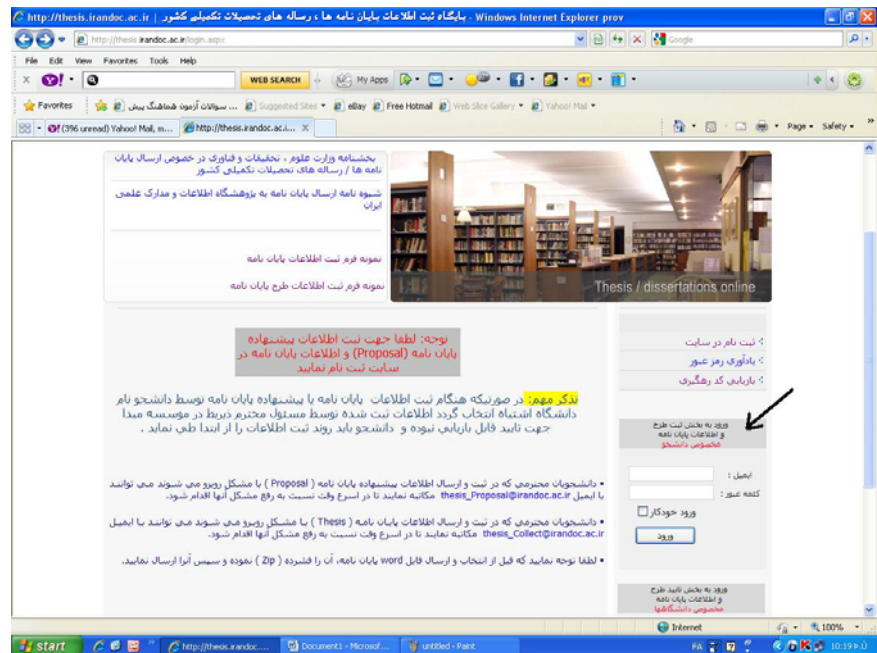 http://thesis.irandoc.ac.ir | پایگاه ثبت اطلاعات پایان نامه ها ، رساله های تحصیلات تکمیلی کشور - Windows Internet Explorer prov
http://thesis.irandoc.ac.ir/login.aspx
Google
File Edit View Favorites Tools Help
WEB SEARCH
My Apps
Favorites
سوالات آزمون هماهنگ پیش ...
Suggested Sites
eBay
Free Hotmail
Web Slice Gallery
Yahoo! Mail
(396 unread) Yahoo! Mail, m...
http://thesis.irandoc.ac.i...
Page
Safety
بخشنامه وزارت علوم ، تحقیقات و فناوری در خصوص ارسال پایان
نامه ها / رساله های تحصیلات تکمیلی کشور
شیوه نامه ارسال پایان نامه به پژوهشگاه اطلاعات و مدارک علمی
ایران
نمونه فرم ثبت اطلاعات پایان نامه
نمونه فرم ثبت اطلاعات طرح پایان نامه
Thesis / dissertations online
ثبت نام در سایت
یادآوری رمز عبور
بازیابی کد رهگیری
توجه: لطفا جهت ثبت اطلاعات پیشنهاده
پایان نامه (Proposal) و اطلاعات پایان نامه در
سایت ثبت نام نمایید
تذکر مهم: در صورتیکه هنگام ثبت اطلاعات پایان نامه یا پیشنهاده پایان نامه توسط دانشجو نام
دانشگاه اشتباه انتخاب گردد اطلاعات ثبت شده توسط مسئول محترم ذیربط در موسسه مبدا
جهت تایید قابل بازیابی نبوده و دانشجو باید روند ثبت اطلاعات را از ابتدا طی نماید .
ورود به بخش ثبت طرح
و اطلاعات پایان نامه
مخصوص دانشجو
ایمیل :
کلمه عبور :
ورود خودکار
ورود
• دانشجویان محترمی که در ثبت و ارسال اطلاعات پیشنهاده پایان نامه ( Proposal ) با مشکل روبرو می شوند می توانند
با ایمیل thesis_Proposal@irandoc.ac.ir مکاتبه نمایند تا در اسرع وقت نسبت به رفع مشکل آنها اقدام شود.
• دانشجویان محترمی که در ثبت و ارسال اطلاعات پایان نامه ( Thesis ) با مشکل روبرو می شوند می توانند با ایمیل
thesis_Collect@irandoc.ac.ir مکاتبه نمایند تا در اسرع وقت نسبت به رفع مشکل آنها اقدام شود.
• لطفا توجه نمایید که قبل از انتخاب و ارسال فایل word پایان نامه، آن را فشرده ( Zip ) نموده و سپس آنرا ارسال نمایید.
ورود به بخش تایید طرح
و اطلاعات پایان نامه
مخصوص دانشگاهها
Internet
100%
start
http://thesis.irandoc....
Document1 - Microsof...
untitled - Paint
FA